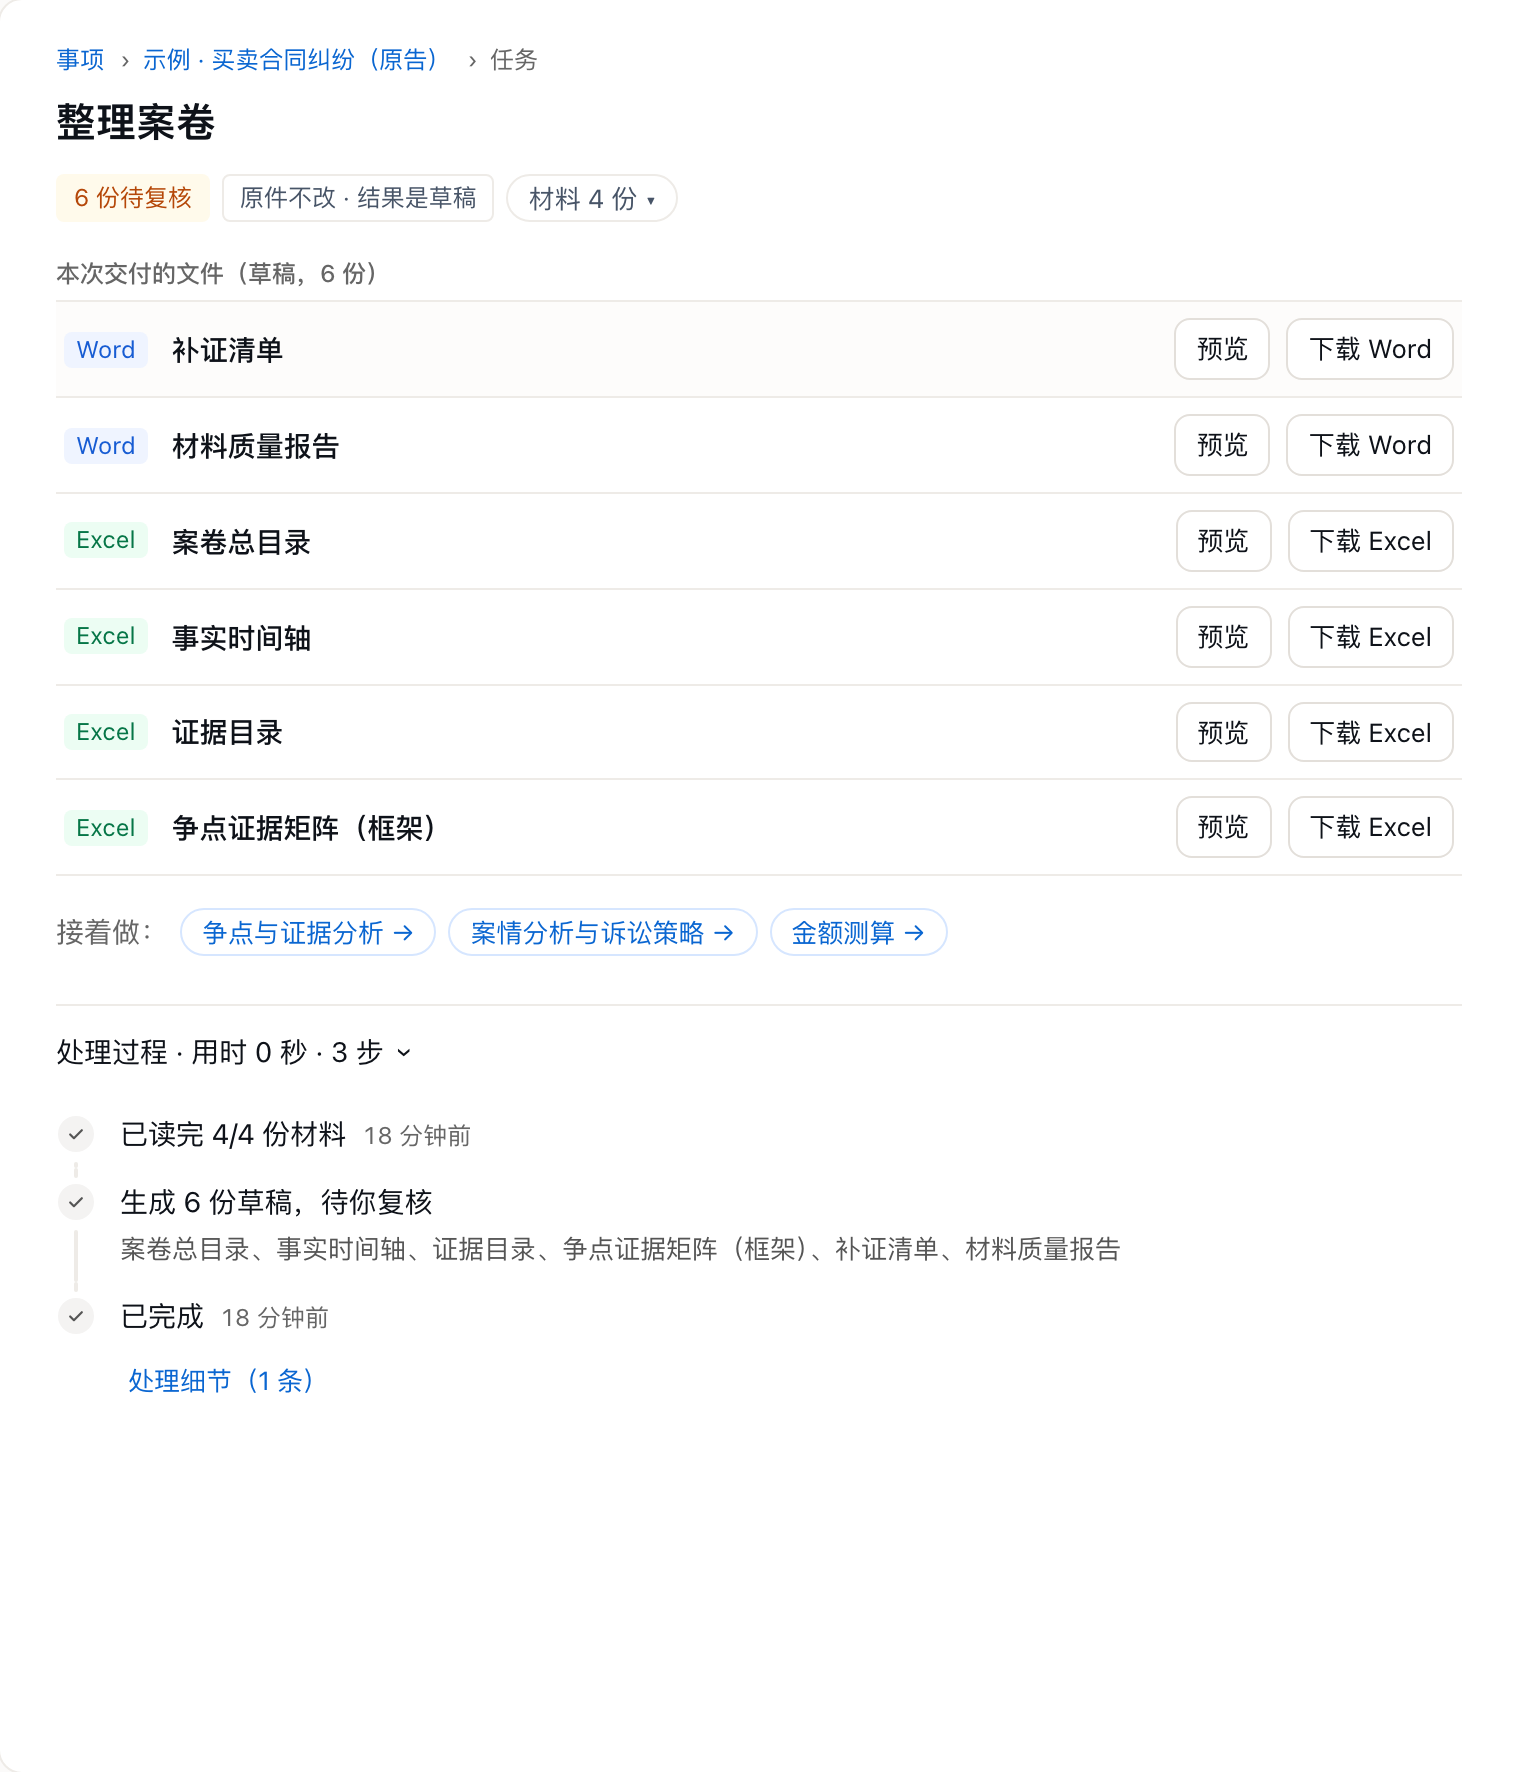 事项 › 示例 · 买卖合同纠纷（原告） › 任务
整理案卷
6 份待复核 原件不改 · 结果是草稿 材料 4 份 ▾
本次交付的文件（草稿，6 份）
Word 补证清单 预览 下载 Word
Word 材料质量报告 预览 下载 Word
Excel 案卷总目录 预览 下载 Excel
Excel 事实时间轴 预览 下载 Excel
Excel 证据目录 预览 下载 Excel
Excel 争点证据矩阵（框架） 预览 下载 Excel
接着做： 争点与证据分析 → 案情分析与诉讼策略 → 金额测算 →
处理过程 · 用时 0 秒 · 3 步
已读完 4/4 份材料 18 分钟前
生成 6 份草稿，待你复核
案卷总目录、事实时间轴、证据目录、争点证据矩阵（框架）、补证清单、材料质量报告
已完成 18 分钟前
处理细节（1 条）